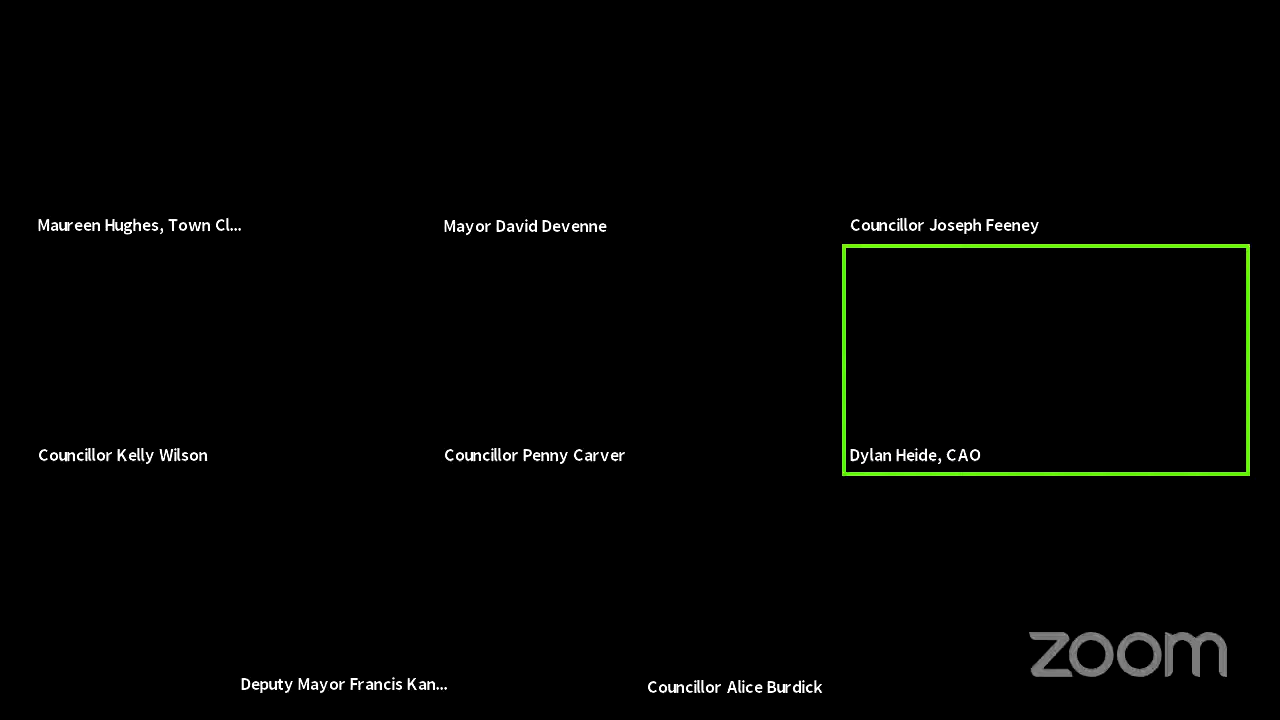 Maureen Hughes, Town Cl...
Mayor David Devenne
Councillor Joseph Feeney
Councillor Kelly Wilson
Councillor Penny Carver
Dylan Heide, CAO
Deputy Mayor Francis Kan...
Councillor Alice Burdick
zoom